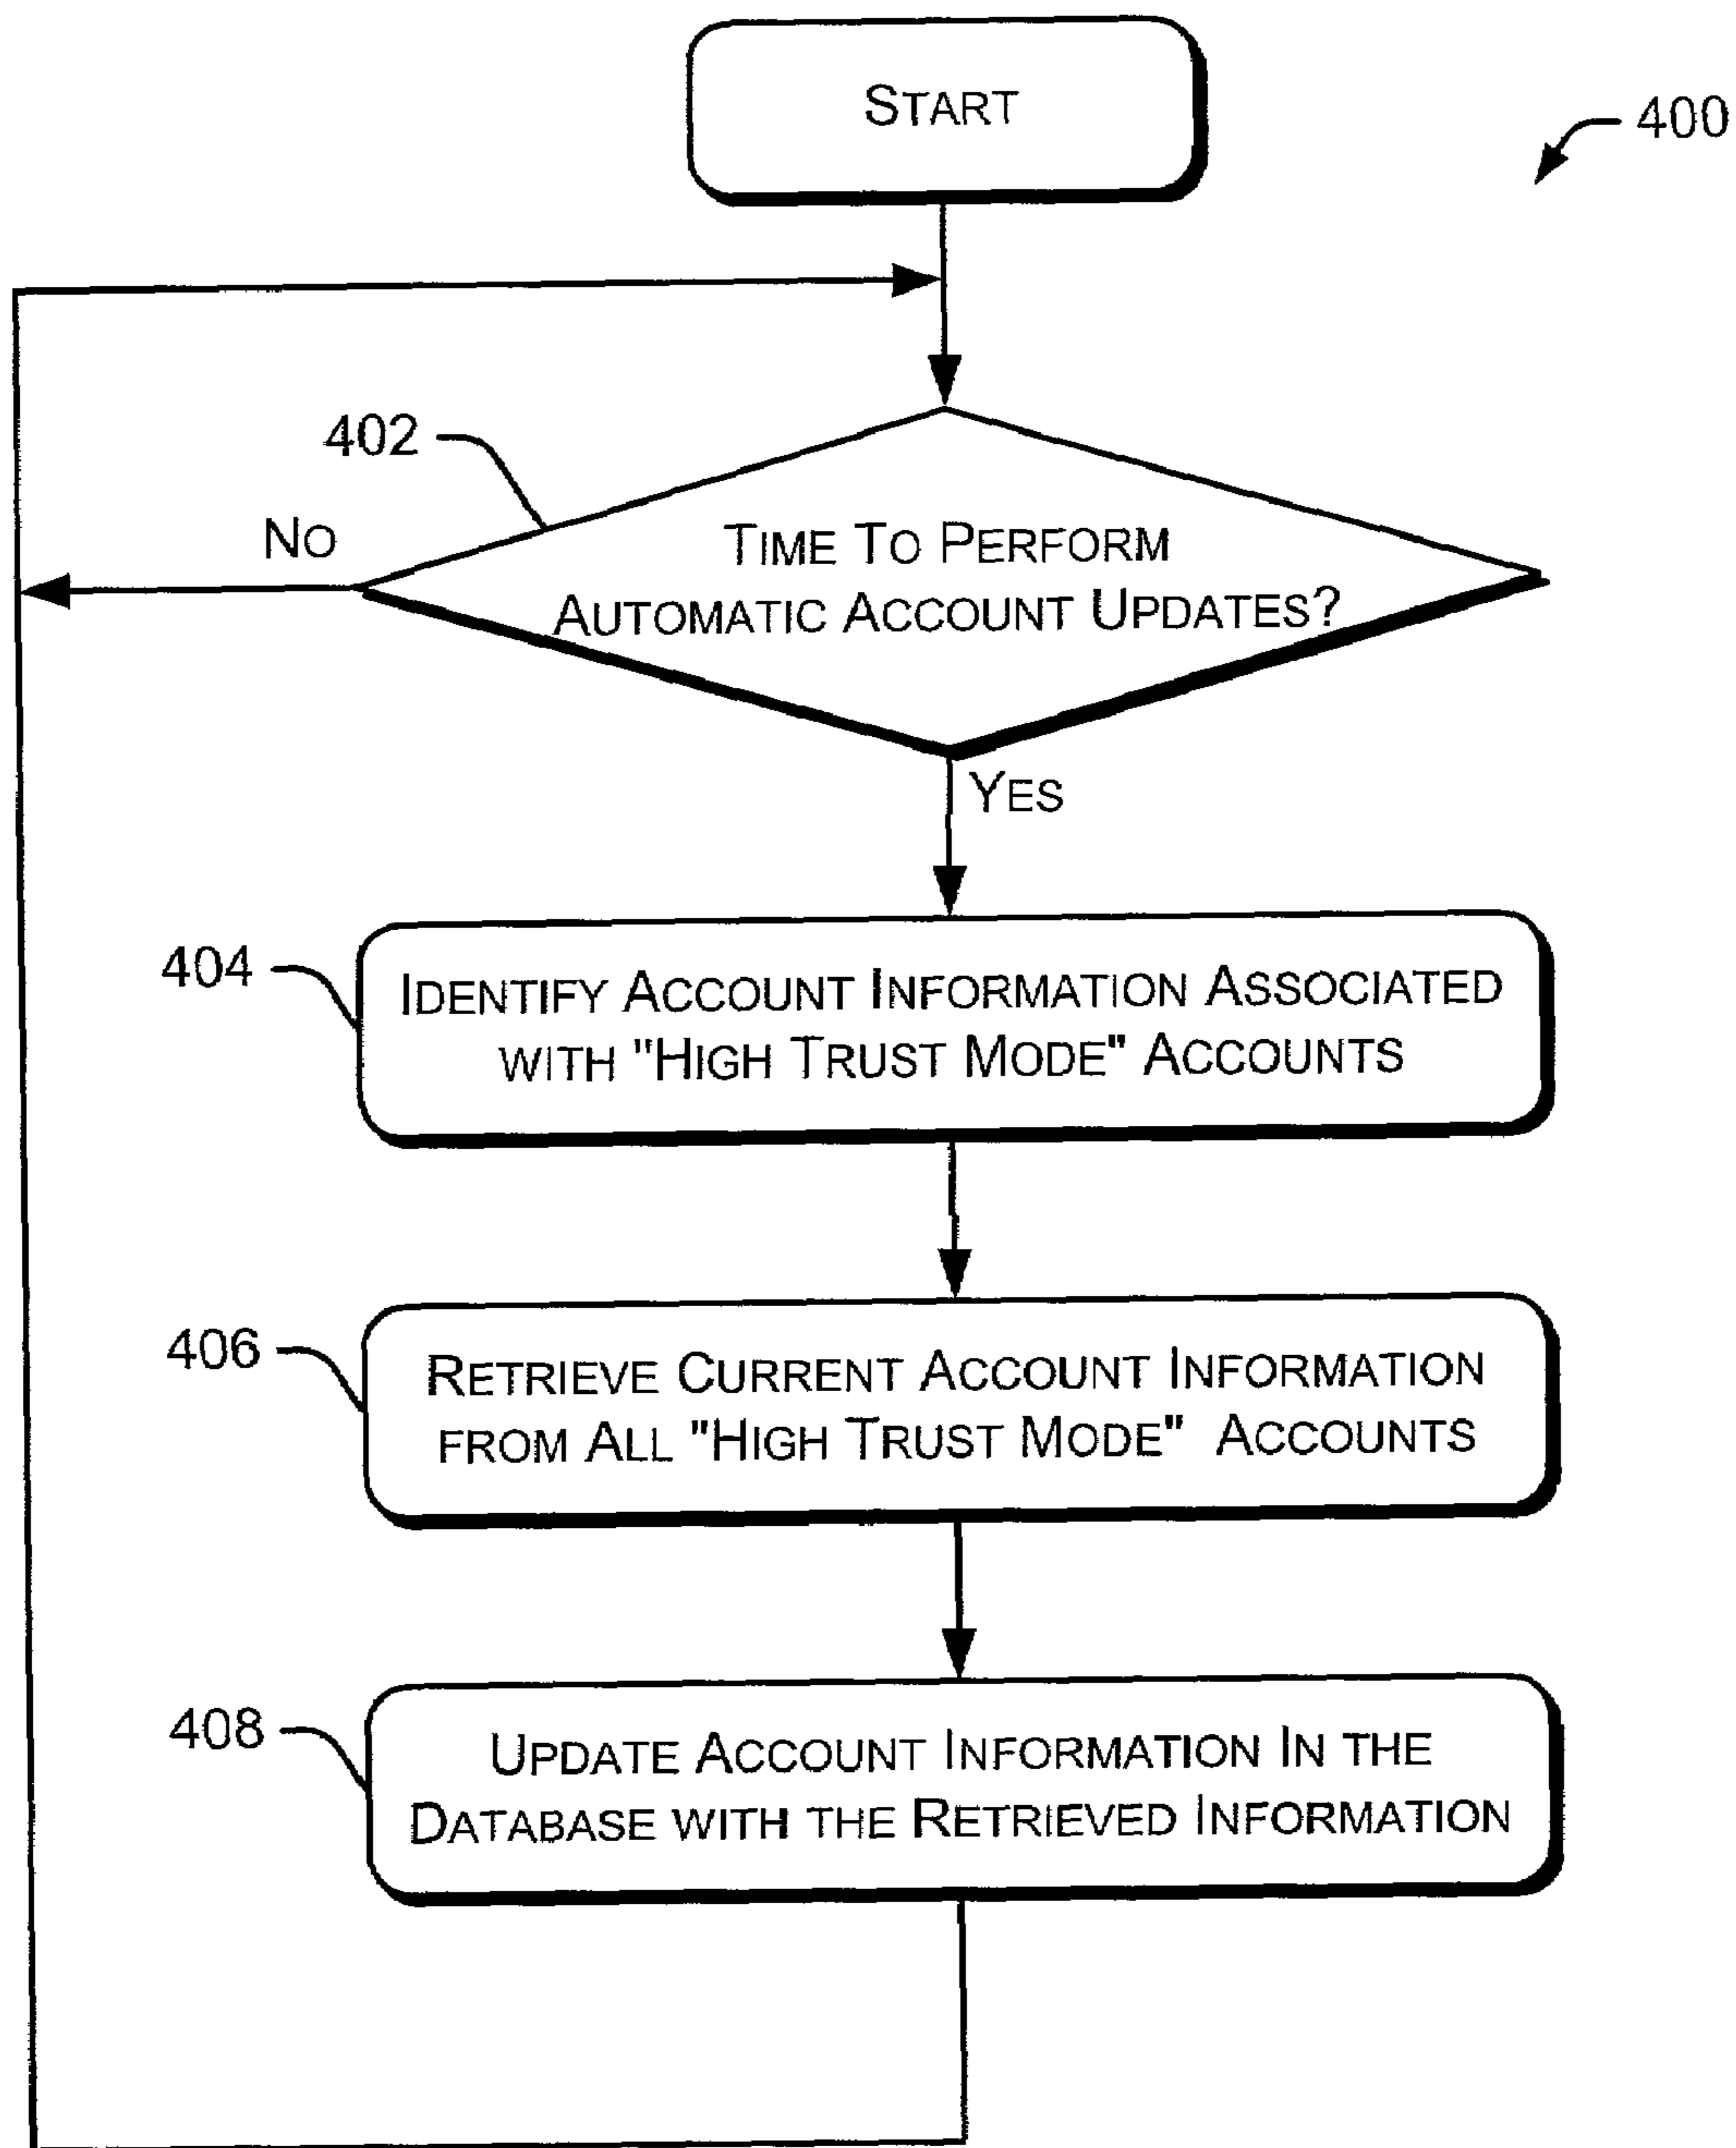 START
400
402
NO
TIME TO PERFORM
AUTOMATIC ACCOUNT UPDATES?
YES
404
IDENTIFY ACCOUNT INFORMATION ASSOCIATED
WITH "HIGH TRUST MODE" ACCOUNTS
406
RETRIEVE CURRENT ACCOUNT INFORMATION
FROM ALL "HIGH TRUST MODE" ACCOUNTS
408
UPDATE ACCOUNT INFORMATION IN THE
DATABASE WITH THE RETRIEVED INFORMATION